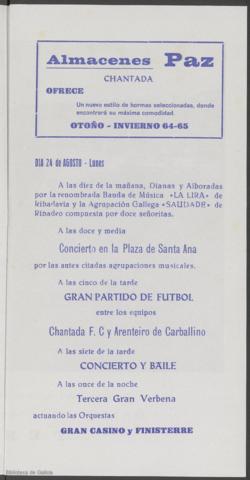 Almacenes Paz
CHANTADA
OFRECE
Un nuevo estilo de hormas seleccionadas, donde
encontrará su máxima comodidad
OTOÑO - INVIERNO 64-65
DIA 24 de AGOSTO - Lunes
A las diez de la mañana, Dianas y Alboradas
por la renombrada Banda de Música «LA LIRA» de
Ribadavia y la Agrupación Gallega «SAUDADE» de
Ribadeo compuesta por doce señoritas.
A las doce y media
Concierto en la Plaza de Santa Ana
por las antes citadas agrupaciones musicales.
A las cinco de la tarde
GRAN PARTIDO DE FUTBOL
entre los equipos
Chantada F. C y Arenteiro de Carballino
A las siete de la tarde
CONCIERTO Y BAILE
A las once de la noche
Tercera Gran Verbena
actuando las Orquestas
GRAN CASINO y FINISTERRE
Biblioteca de Galicia